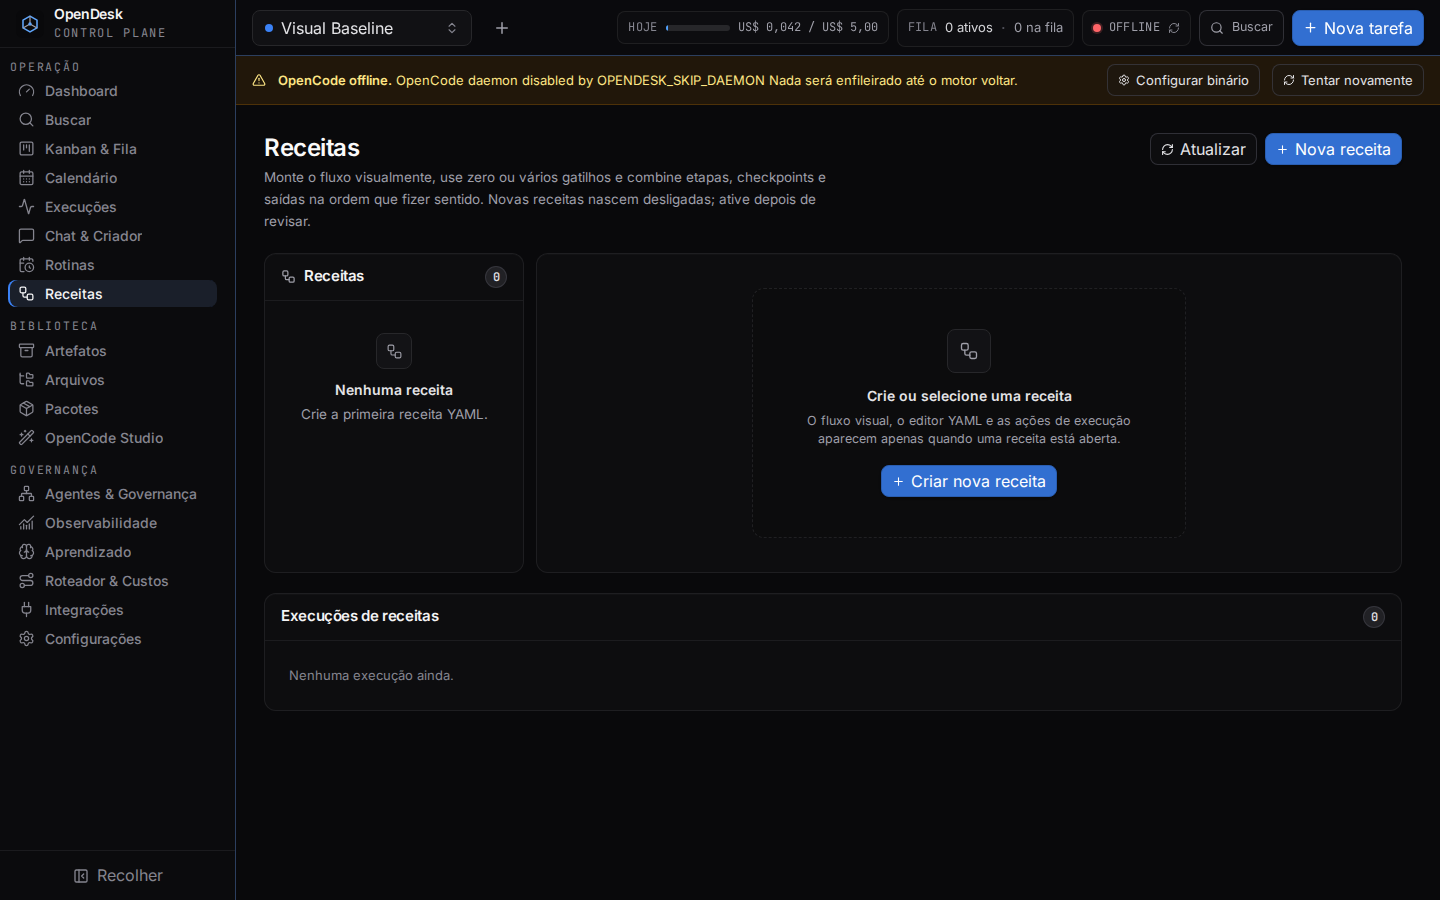 OpenDesk
CONTROL PLANE
OPERAÇÃO
Dashboard
Buscar
Kanban & Fila
Calendário
Execuções
Chat & Criador
Rotinas
Receitas
BIBLIOTECA
Artefatos
Arquivos
Pacotes
OpenCode Studio
GOVERNANÇA
Agentes & Governança
Observabilidade
Aprendizado
Roteador & Custos
Integrações
Configurações
Recolher
Visual Baseline
HOJE US$ 0,042 / US$ 5,00
FILA 0 ativos · 0 na fila
OFFLINE
Buscar
Nova tarefa
OpenCode offline. OpenCode daemon disabled by OPENDESK_SKIP_DAEMON Nada será enfileirado até o motor voltar.
Configurar binário
Tentar novamente
Receitas
Monte o fluxo visualmente, use zero ou vários gatilhos e combine etapas, checkpoints e
saídas na ordem que fizer sentido. Novas receitas nascem desligadas; ative depois de
revisar.
Atualizar
Nova receita
Receitas 0
Nenhuma receita
Crie a primeira receita YAML.
Crie ou selecione uma receita
O fluxo visual, o editor YAML e as ações de execução
aparecem apenas quando uma receita está aberta.
Criar nova receita
Execuções de receitas 0
Nenhuma execução ainda.